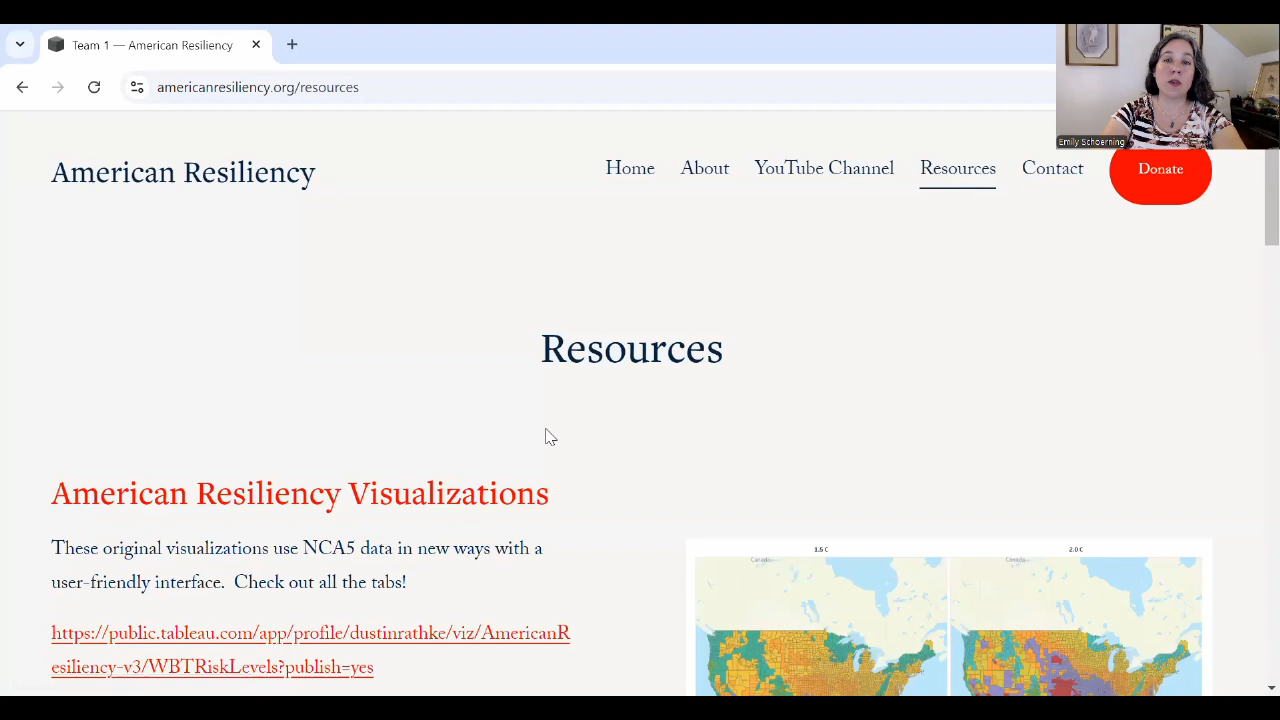 Team 1 — American Resiliency
americanresiliency.org/resources
Emily Schoerning
American Resiliency
Home
About
YouTube Channel
Resources
Contact
Donate
Resources
American Resiliency Visualizations
These original visualizations use NCA5 data in new ways with a
user-friendly interface.  Check out all the tabs!
https://public.tableau.com/app/profile/dustinrathke/viz/AmericanR
esiliency-v3/WBTRiskLevels?publish=yes
1.5 C
2.0 C
Canada
Canada